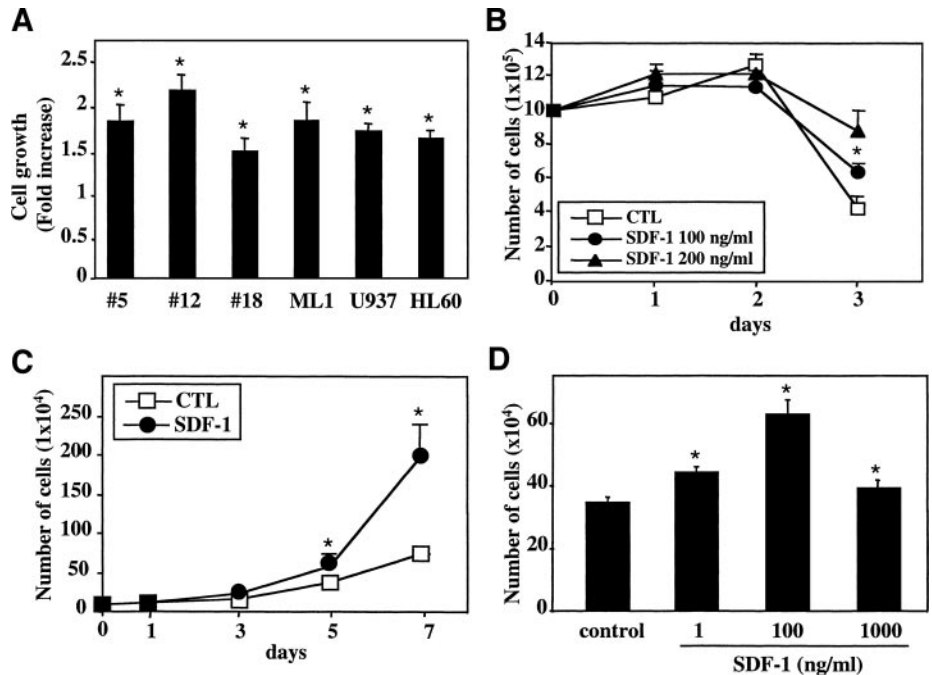 A
Cell growth
(Fold increase)
2.5
2
1.5
1
0.5
0
* * * * * *
#5 #12 #18 ML1 U937 HL60
B
Number of cells (1x10⁵)
14
12
10
8
6
4
2
0
*
CTL
SDF-1 100 ng/ml
SDF-1 200 ng/ml
0 1 2 3
days
C
Number of cells (1x10⁴)
250
200
150
100
50
0
CTL
SDF-1
* *
0 1 3 5 7
days
D
Number of cells (x10⁴)
60
40
20
0
* * *
control 1 100 1000
SDF-1 (ng/ml)